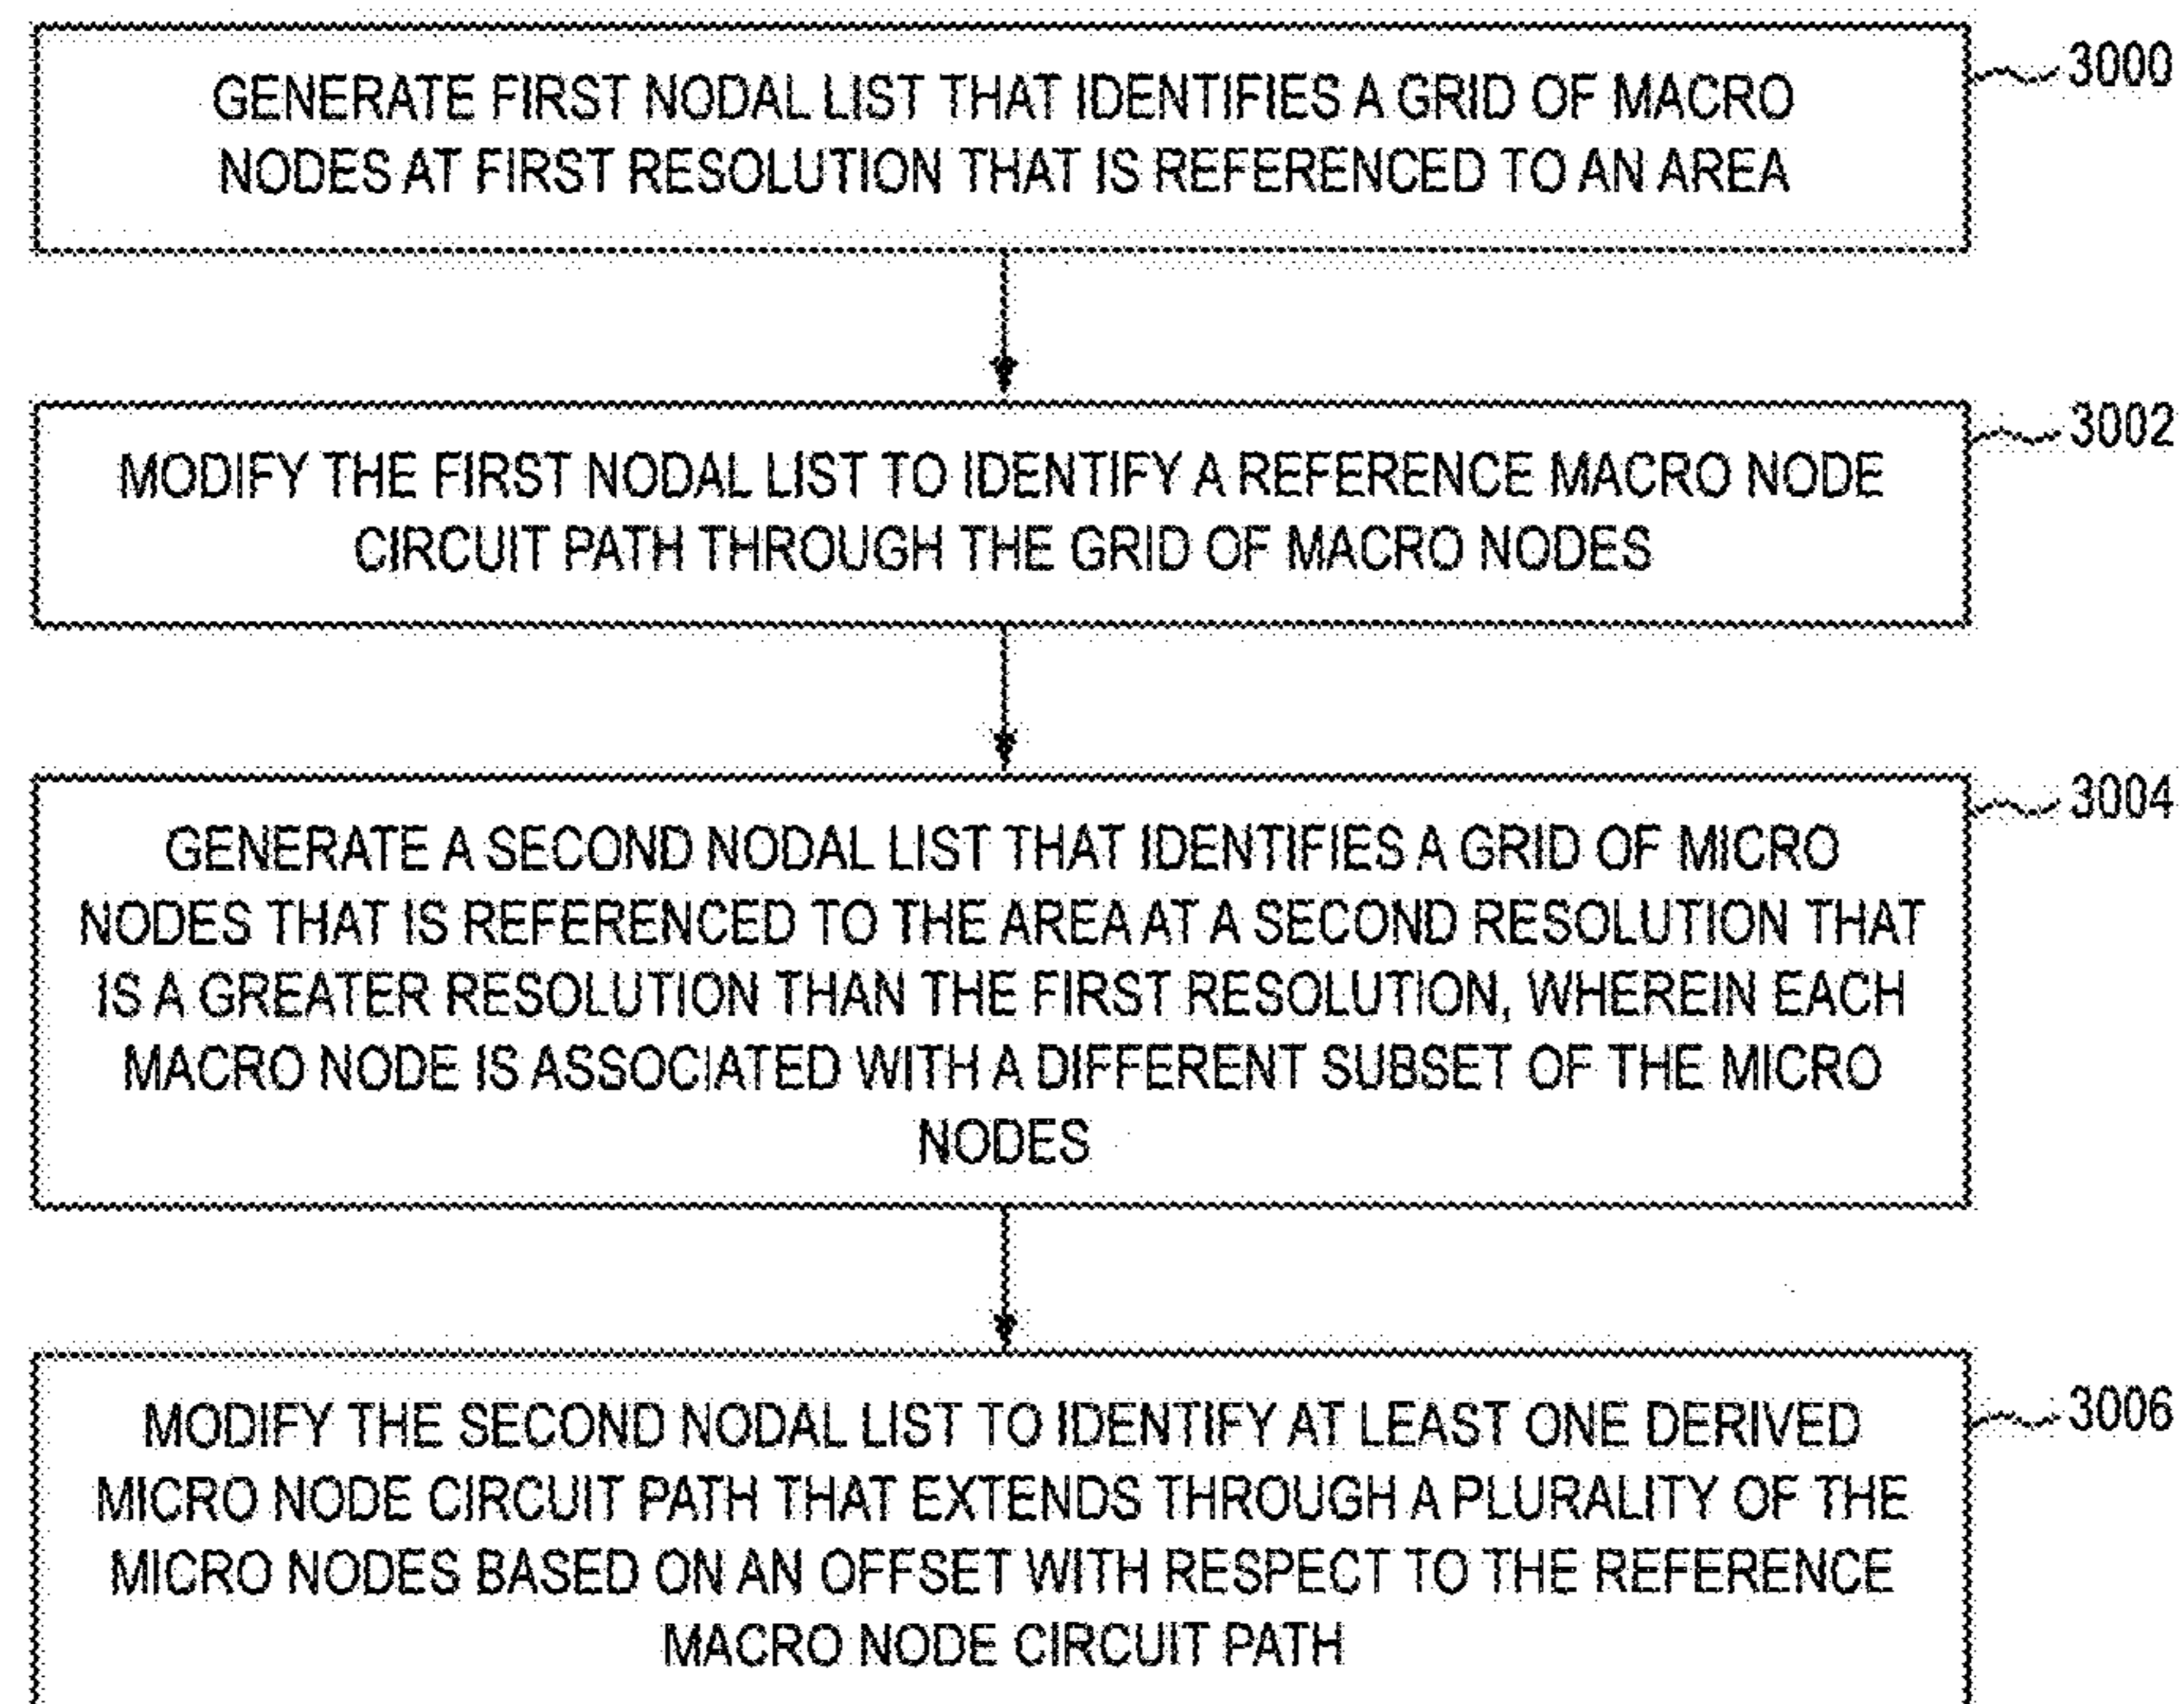 GENERATE FIRST NODAL LIST THAT IDENTIFIES A GRID OF MACRO
NODES AT FIRST RESOLUTION THAT IS REFERENCED TO AN AREA
3000
MODIFY THE FIRST NODAL LIST TO IDENTIFY A REFERENCE MACRO NODE
CIRCUIT PATH THROUGH THE GRID OF MACRO NODES
3002
GENERATE A SECOND NODAL LIST THAT IDENTIFIES A GRID OF MICRO
NODES THAT IS REFERENCED TO THE AREA AT A SECOND RESOLUTION THAT
IS A GREATER RESOLUTION THAN THE FIRST RESOLUTION, WHEREIN EACH
MACRO NODE IS ASSOCIATED WITH A DIFFERENT SUBSET OF THE MICRO
NODES
3004
MODIFY THE SECOND NODAL LIST TO IDENTIFY AT LEAST ONE DERIVED
MICRO NODE CIRCUIT PATH THAT EXTENDS THROUGH A PLURALITY OF THE
MICRO NODES BASED ON AN OFFSET WITH RESPECT TO THE REFERENCE
MACRO NODE CIRCUIT PATH
3006